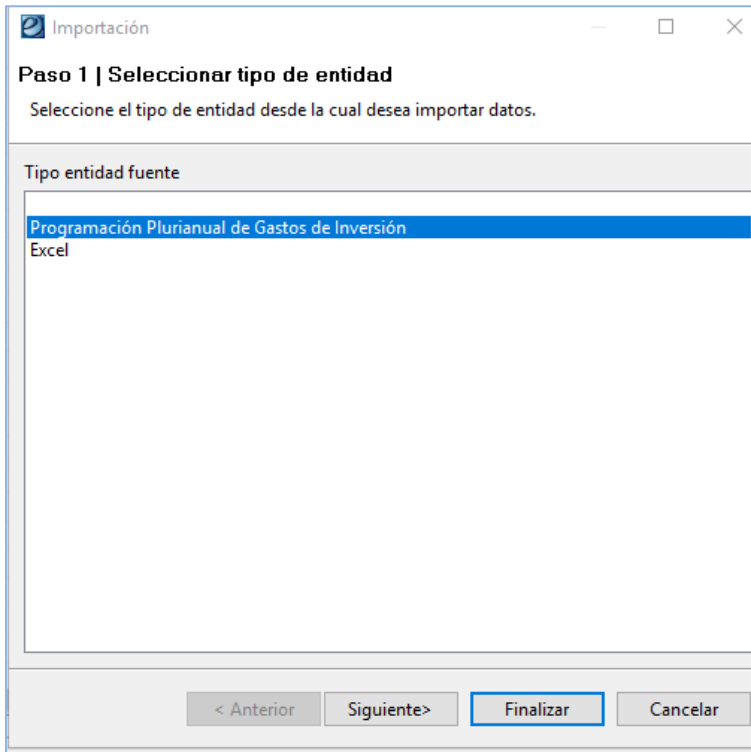 Importación
Paso 1 | Seleccionar tipo de entidad
Seleccione el tipo de entidad desde la cual desea importar datos.
Tipo entidad fuente
Programación Plurianual de Gastos de Inversión
Excel
< Anterior
Siguiente>
Finalizar
Cancelar